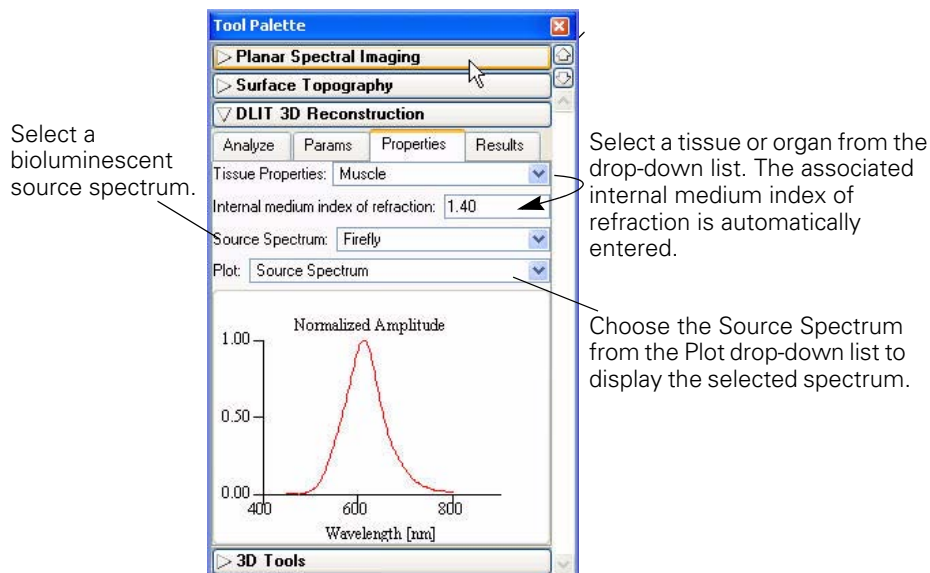 Tool Palette
Planar Spectral Imaging
Surface Topography
DLIT 3D Reconstruction
Analyze Params Properties Results
Tissue Properties: Muscle
Internal medium index of refraction: 1.40
Source Spectrum: Firefly
Plot: Source Spectrum
Normalized Amplitude
1.00
0.50
0.00
400 600 800
Wavelength [nm]
3D Tools
Select a
bioluminescent
source spectrum.
Select a tissue or organ from the
drop-down list. The associated
internal medium index of
refraction is automatically
entered.
Choose the Source Spectrum
from the Plot drop-down list to
display the selected spectrum.